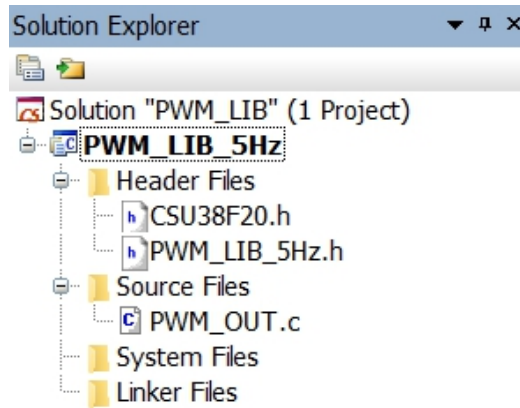 Solution Explorer
Solution "PWM_LIB" (1 Project)
PWM_LIB_5Hz
Header Files
CSU38F20.h
PWM_LIB_5Hz.h
Source Files
PWM_OUT.c
System Files
Linker Files